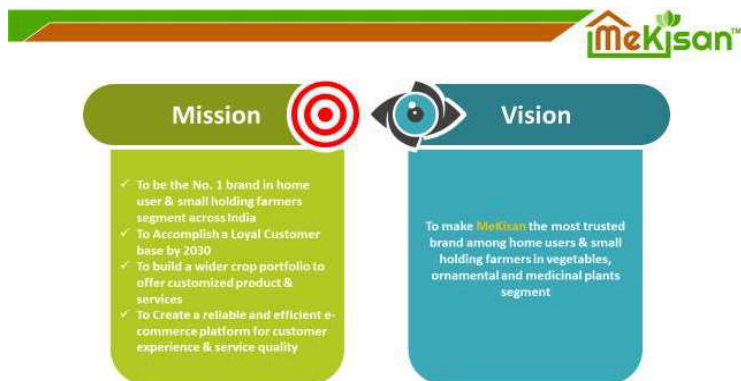 MeKisan™
Mission
Vision
✓ To be the No. 1 brand in home
user & small holding farmers
segment across India
✓ To Accomplish a Loyal Customer
base by 2030
✓ To build a wider crop portfolio to
offer customized product &
services
✓ To Create a reliable and efficient e-
commerce platform for customer
experience & service quality
To make MeKisan the most trusted
brand among home users & small
holding farmers in vegetables,
ornamental and medicinal plants
segment